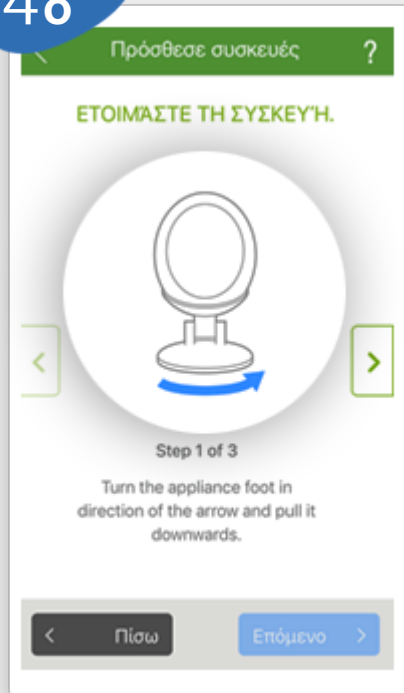 48
Πρόσθεσε συσκευές ?
ΕΤΟΙΜΆΣΤΕ ΤΗ ΣΥΣΚΕΥΉ.
Step 1 of 3
Turn the appliance foot in
direction of the arrow and pull it
downwards.
Πίσω Επόμενο